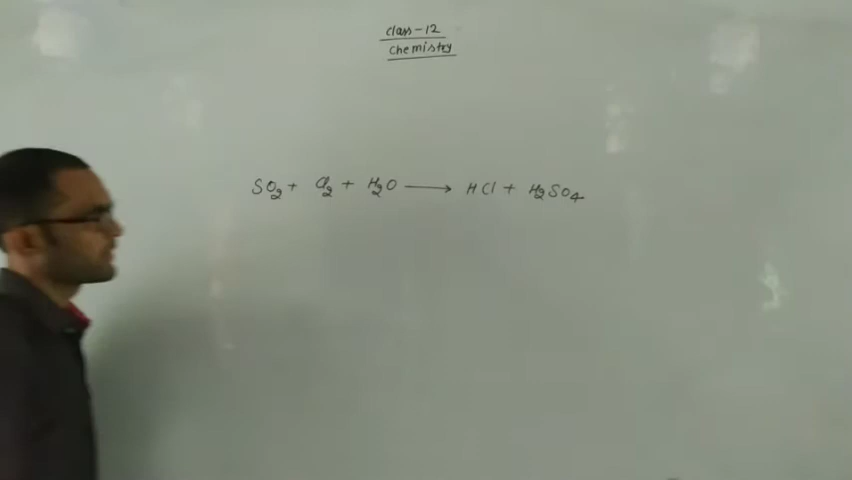 class-12
Chemistry
SO2 + Cl2 + H2O ⟶ HCl + H2SO4